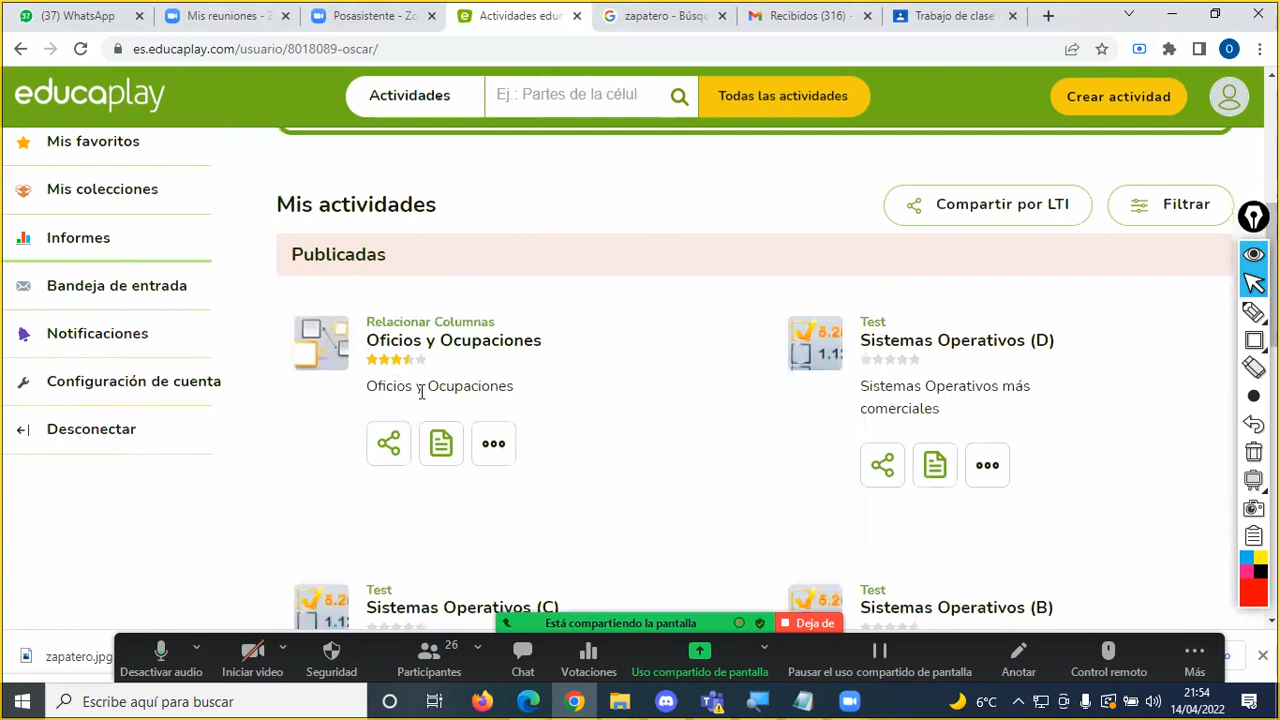 (37) WhatsApp
Mis reuniones - Z
Posasistente - Zo
Actividades educ
zapatero - Búsqu
Recibidos (316) -
Trabajo de clase
es.educaplay.com/usuario/8018089-oscar/
O
educaplay
Actividades
Ej.: Partes de la célul
Todas las actividades
Crear actividad
Mis favoritos
Mis colecciones
Informes
Bandeja de entrada
Notificaciones
Configuración de cuenta
Desconectar
Mis actividades
Compartir por LTI
Filtrar
Publicadas
Relacionar Columnas
Oficios y Ocupaciones
Oficios y Ocupaciones
Test
Sistemas Operativos (D)
Sistemas Operativos más
comerciales
Test
Sistemas Operativos (C)
Test
Sistemas Operativos (B)
Está compartiendo la pantalla
Deja de
zapatero.jpg
26
Desactivar audio
Iniciar video
Seguridad
Participantes
Chat
Votaciones
Uso compartido de pantalla
Pausar el uso compartido de pantalla
Anotar
Control remoto
Más
Escribe aquí para buscar
6°C
21:54
14/04/2022